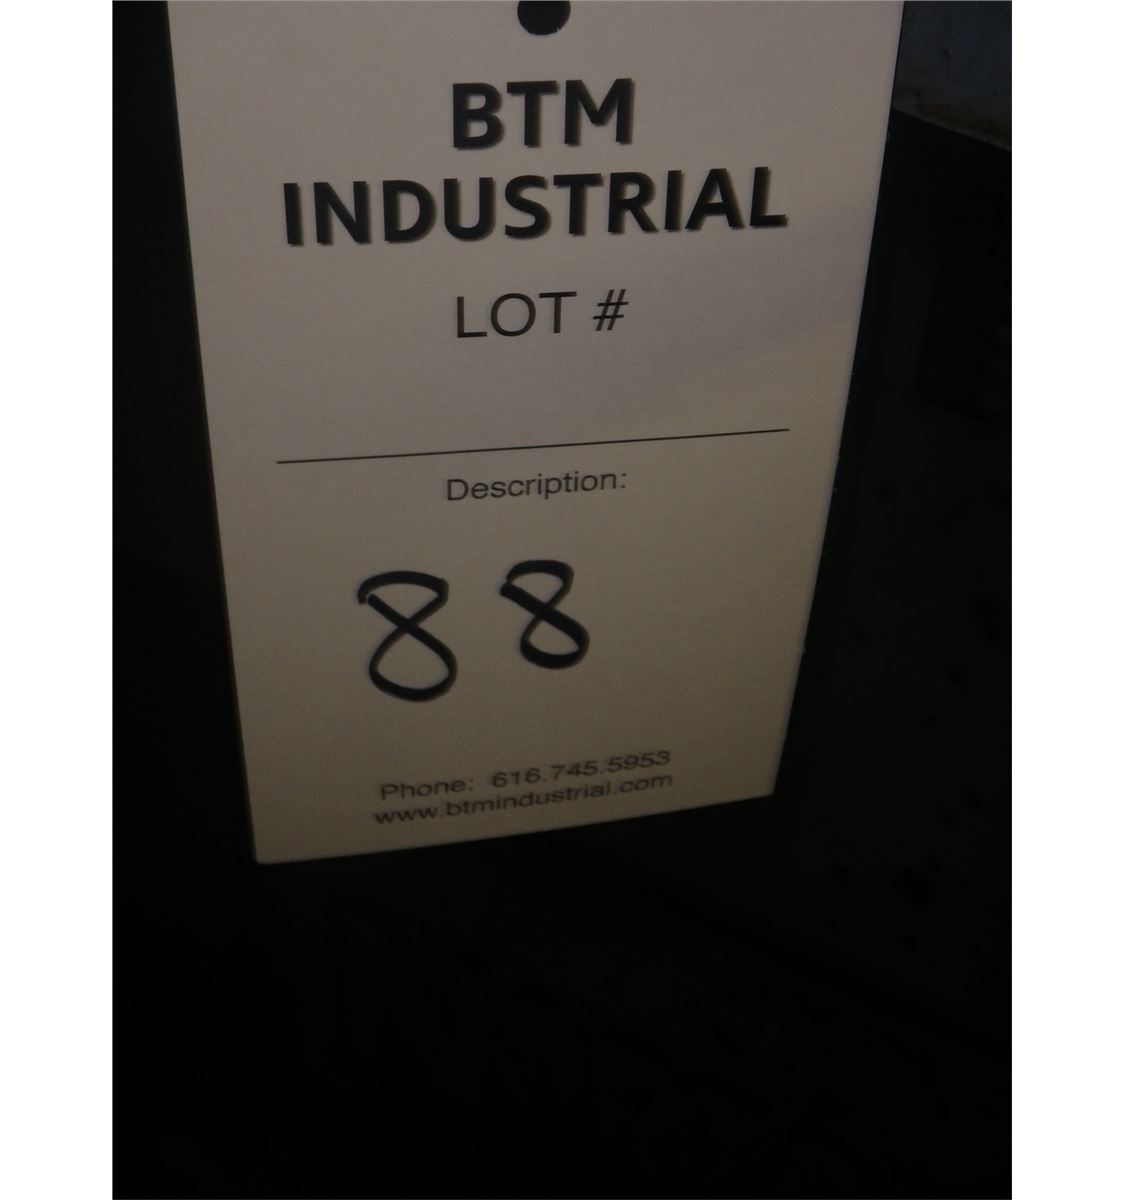 BTM
INDUSTRIAL
LOT #
Description:
88
Phone: 616.745.5953
www.btmindustrial.com